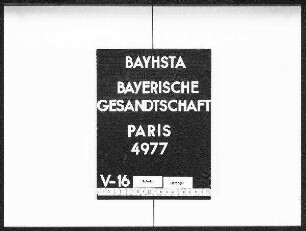 BAYHSTA
BAYERISCHE
GESANDTSCHAFT
PARIS
4977
V-16